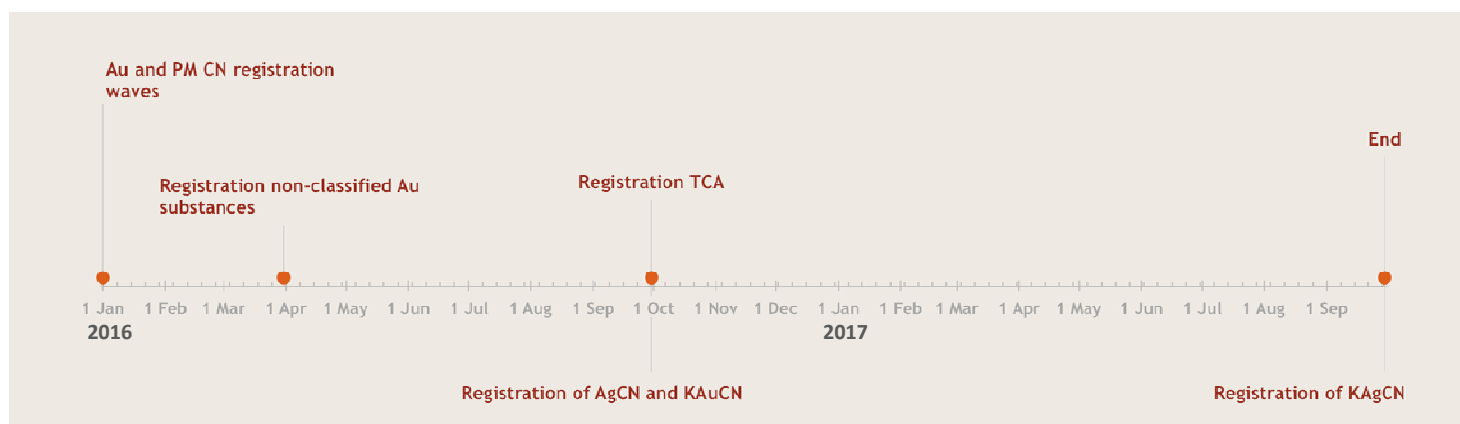 Au and PM CN registration
waves
End
Registration non-classified Au
substances
Registration TCA
1 Jan 1 Feb 1 Mar 1 Apr 1 May 1 Jun 1 Jul 1 Aug 1 Sep 1 Oct 1 Nov 1 Dec 1 Jan 1 Feb 1 Mar 1 Apr 1 May 1 Jun 1 Jul 1 Aug 1 Sep
2016 2017
Registration of AgCN and KAuCN
Registration of KAgCN